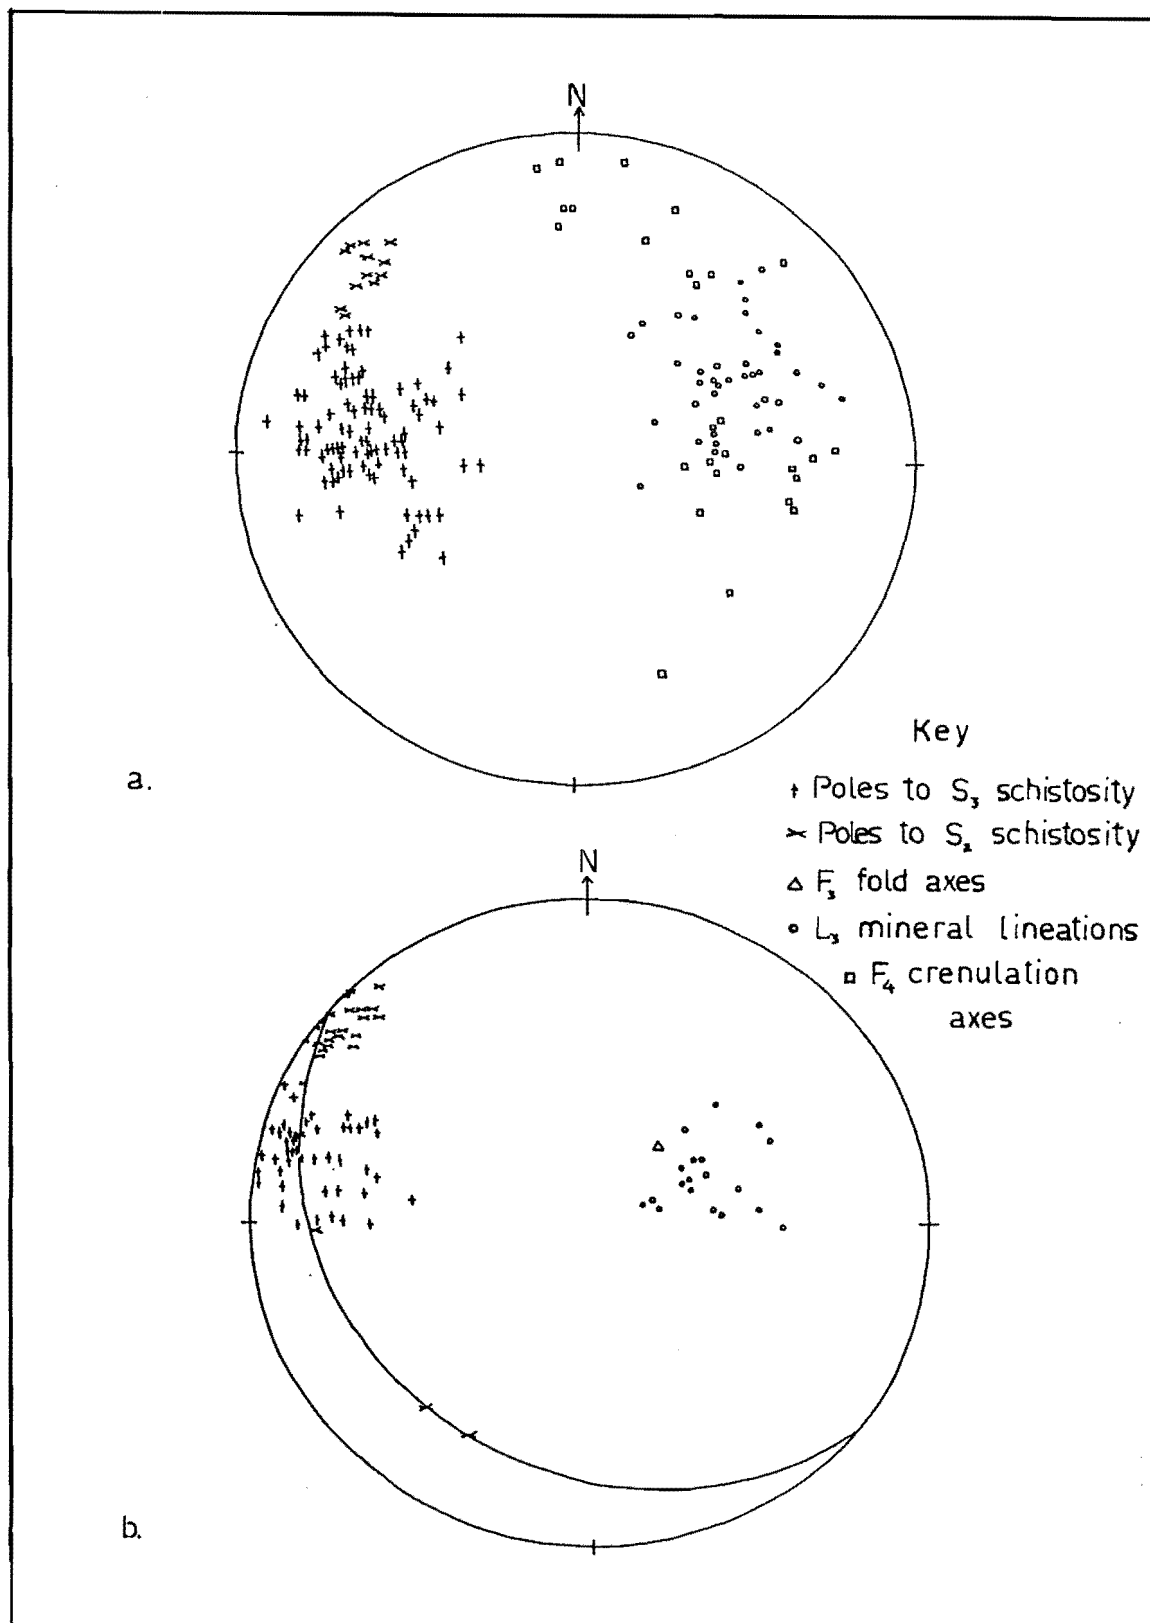 N
a.
Key
Poles to S₃ schistosity
Poles to S₂ schistosity
F₃ fold axes
L₃ mineral lineations
F₄ crenulation
axes
N
b.